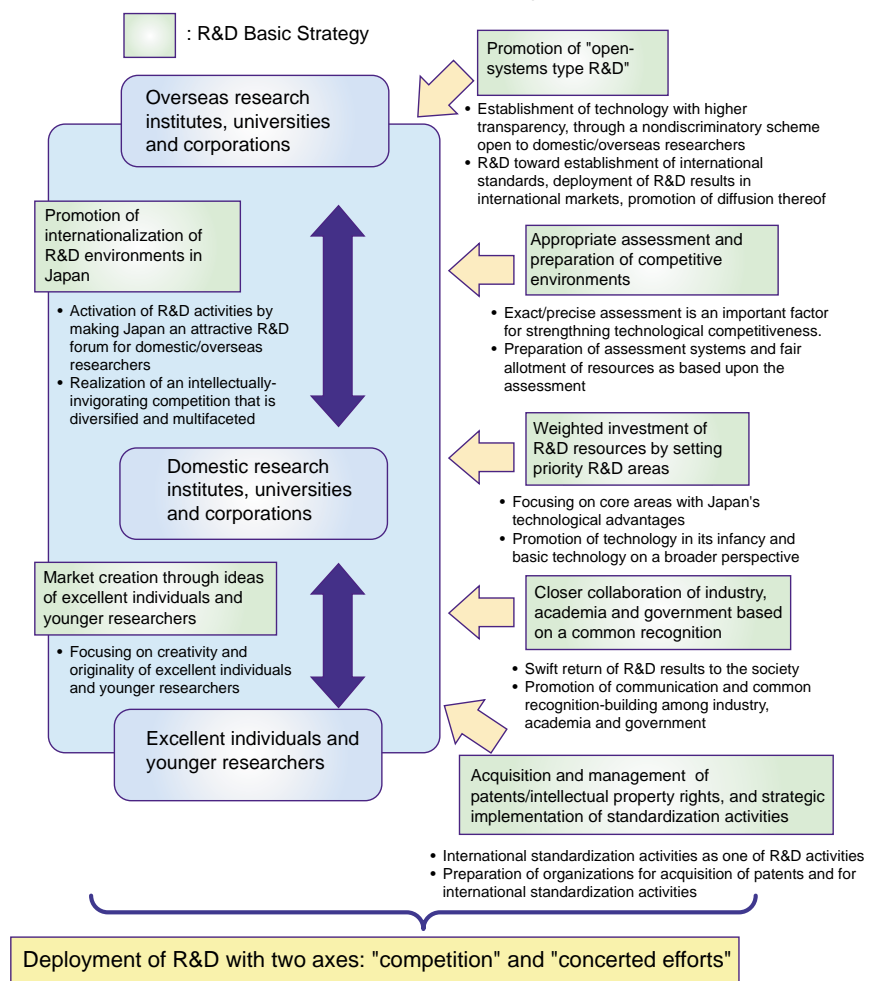 : R&D Basic Strategy
Overseas research
institutes, universities
and corporations
Promotion of "open-
systems type R&D"
• Establishment of technology with higher
transparency, through a nondiscriminatory scheme
open to domestic/overseas researchers
• R&D toward establishment of international
standards, deployment of R&D results in
international markets, promotion of diffusion thereof
Promotion of
internationalization of
R&D environments in
Japan
• Activation of R&D activities by
making Japan an attractive R&D
forum for domestic/overseas
researchers
• Realization of an intellectually-
invigorating competition that is
diversified and multifaceted
Appropriate assessment and
preparation of competitive
environments
• Exact/precise assessment is an important factor
for strengthning technological competitiveness.
• Preparation of assessment systems and fair
allotment of resources as based upon the
assessment
Domestic research
institutes, universities
and corporations
Weighted investment of
R&D resources by setting
priority R&D areas
• Focusing on core areas with Japan's
technological advantages
• Promotion of technology in its infancy and
basic technology on a broader perspective
Market creation through ideas
of excellent individuals and
younger researchers
• Focusing on creativity and
originality of excellent individuals
and younger researchers
Closer collaboration of industry,
academia and government based
on a common recognition
• Swift return of R&D results to the society
• Promotion of communication and common
recognition-building among industry,
academia and government
Excellent individuals and
younger researchers
Acquisition and management of
patents/intellectual property rights, and strategic
implementation of standardization activities
• International standardization activities as one of R&D activities
• Preparation of organizations for acquisition of patents and for
international standardization activities
Deployment of R&D with two axes: "competition" and "concerted efforts"